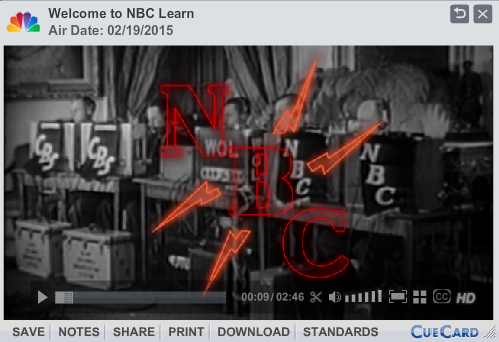 Welcome to NBC Learn
Air Date: 02/19/2015
CBS
CBS
WOL
NBC
NBC
NBC
00:09 / 02:46
CC
HD
SAVE NOTES SHARE PRINT DOWNLOAD STANDARDS CUECARD